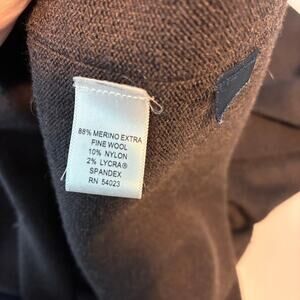 88% MERINO EXTRA
FINE WOOL
10% NYLON
2% LYCRA®
SPANDEX
RN 54023